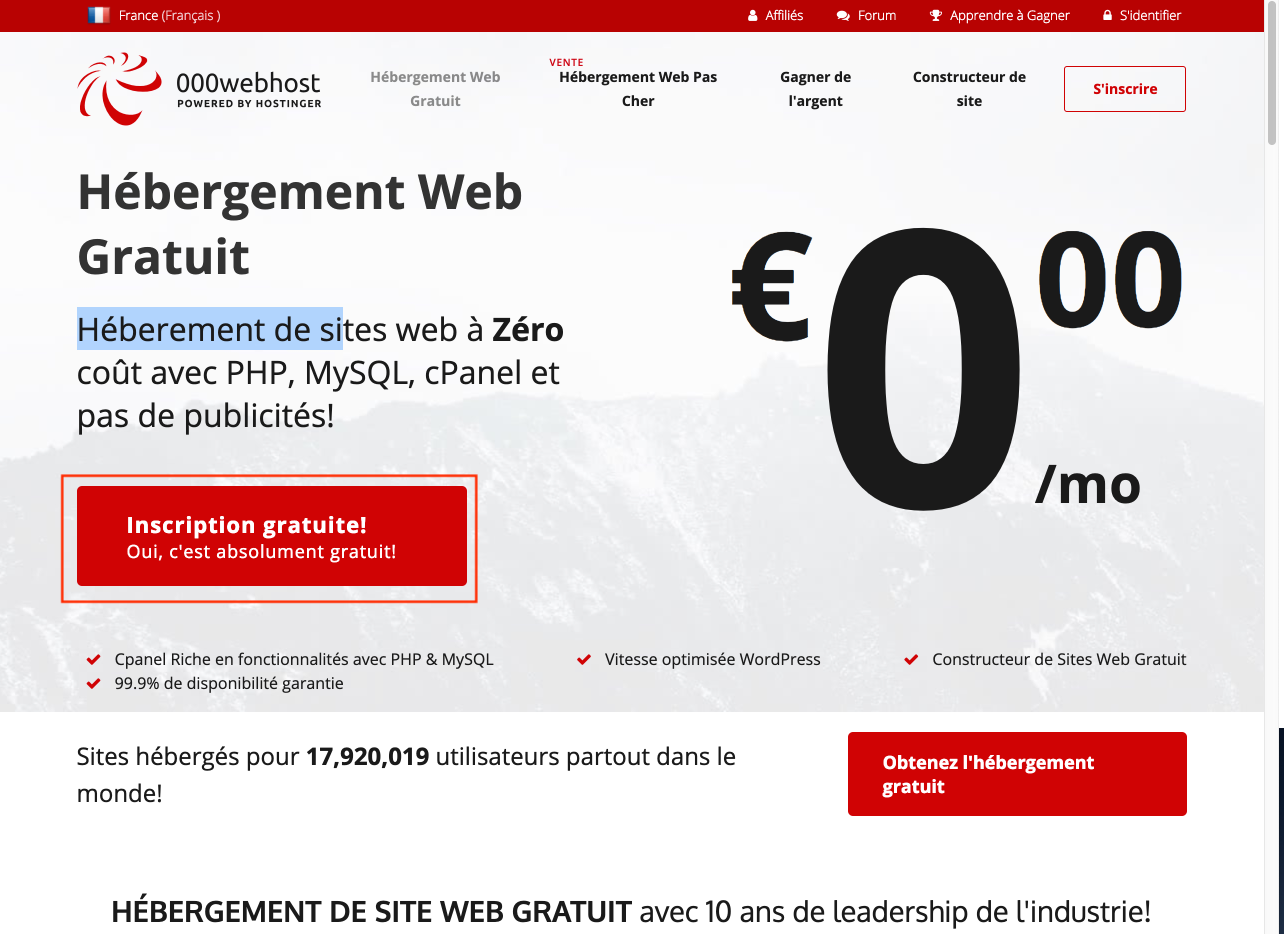 France (Français )
Affiliés
Forum
Apprendre à Gagner
S'identifier
000webhost
POWERED BY HOSTINGER
Hébergement Web
Gratuit
VENTE
Hébergement Web Pas
Cher
Gagner de
l'argent
Constructeur de
site
S'inscrire
Hébergement Web
Gratuit
Héberement de sites web à Zéro
coût avec PHP, MySQL, cPanel et
pas de publicités!
€0 00
/mo
Inscription gratuite!
Oui, c'est absolument gratuit!
Cpanel Riche en fonctionnalités avec PHP & MySQL
Vitesse optimisée WordPress
Constructeur de Sites Web Gratuit
99.9% de disponibilité garantie
Sites hébergés pour 17,920,019 utilisateurs partout dans le
monde!
Obtenez l'hébergement
gratuit
HÉBERGEMENT DE SITE WEB GRATUIT avec 10 ans de leadership de l'industrie!